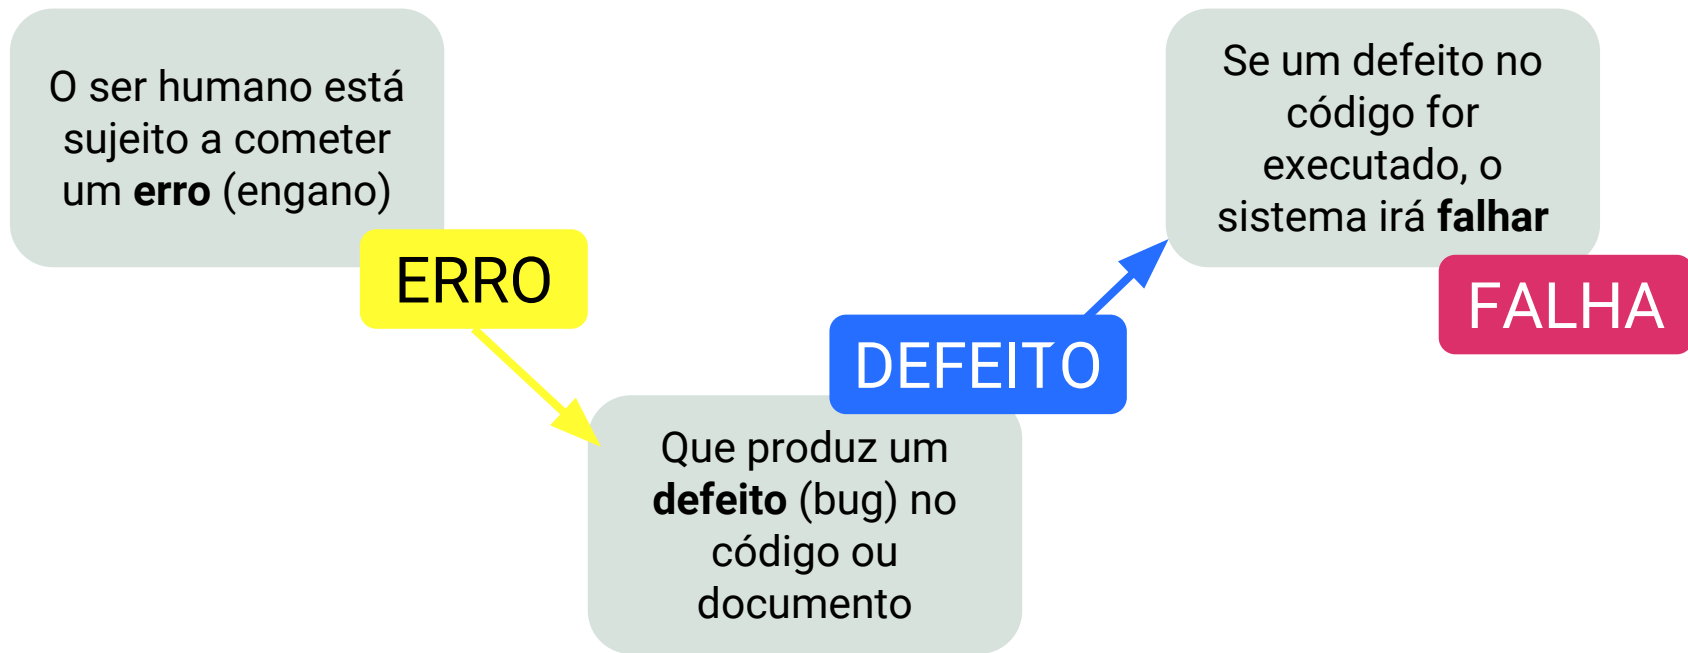 O ser humano está
sujeito a cometer
um erro (engano)
ERRO
Que produz um
defeito (bug) no
código ou
documento
DEFEITO
Se um defeito no
código for
executado, o
sistema irá falhar
FALHA